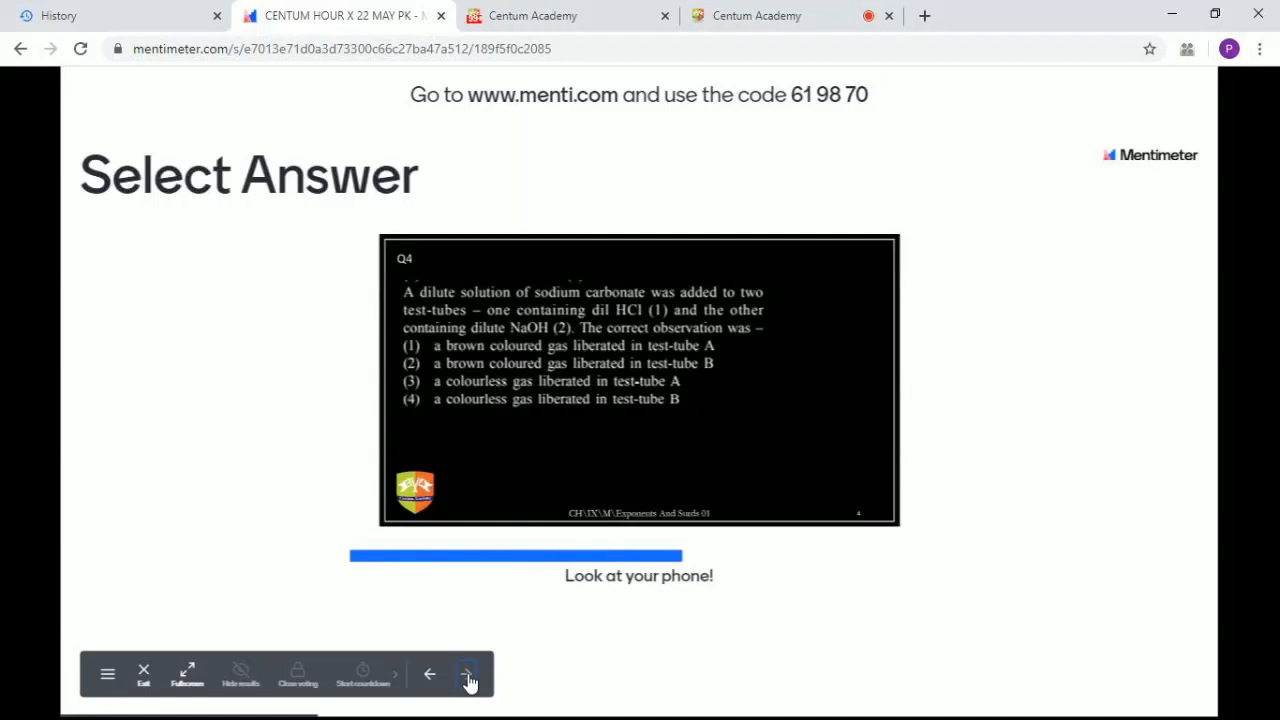 History
CENTUM HOUR X 22 MAY PK - M
Centum Academy
Centum Academy
mentimeter.com/s/e7013e71d0a3d73300c66c27ba47a512/189f5f0c2085
P
Go to www.menti.com and use the code 61 98 70
Mentimeter
Select Answer
Q4
A dilute solution of sodium carbonate was added to two
test-tubes – one containing dil HCl (1) and the other
containing dilute NaOH (2). The correct observation was –
(1) a brown coloured gas liberated in test-tube A
(2) a brown coloured gas liberated in test-tube B
(3) a colourless gas liberated in test-tube A
(4) a colourless gas liberated in test-tube B
CH\IX\M\Exponents And Surds 01
4
Look at your phone!
Exit
Fullscreen
Hide results
Close voting
Start countdown